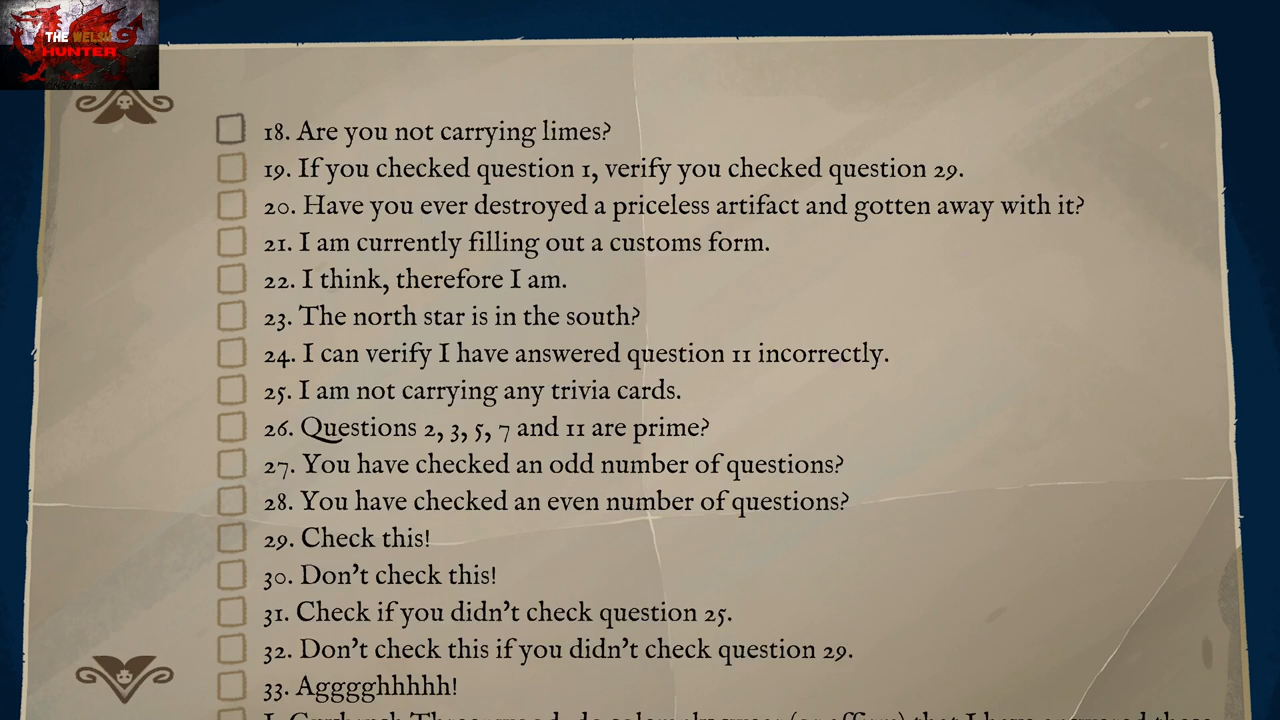 THE WELSH
HUNTER
18. Are you not carrying limes?
19. If you checked question 1, verify you checked question 29.
20. Have you ever destroyed a priceless artifact and gotten away with it?
21. I am currently filling out a customs form.
22. I think, therefore I am.
23. The north star is in the south?
24. I can verify I have answered question 11 incorrectly.
25. I am not carrying any trivia cards.
26. Questions 2, 3, 5, 7 and 11 are prime?
27. You have checked an odd number of questions?
28. You have checked an even number of questions?
29. Check this!
30. Don't check this!
31. Check if you didn't check question 25.
32. Don't check this if you didn't check question 29.
33. Agggghhhhh!